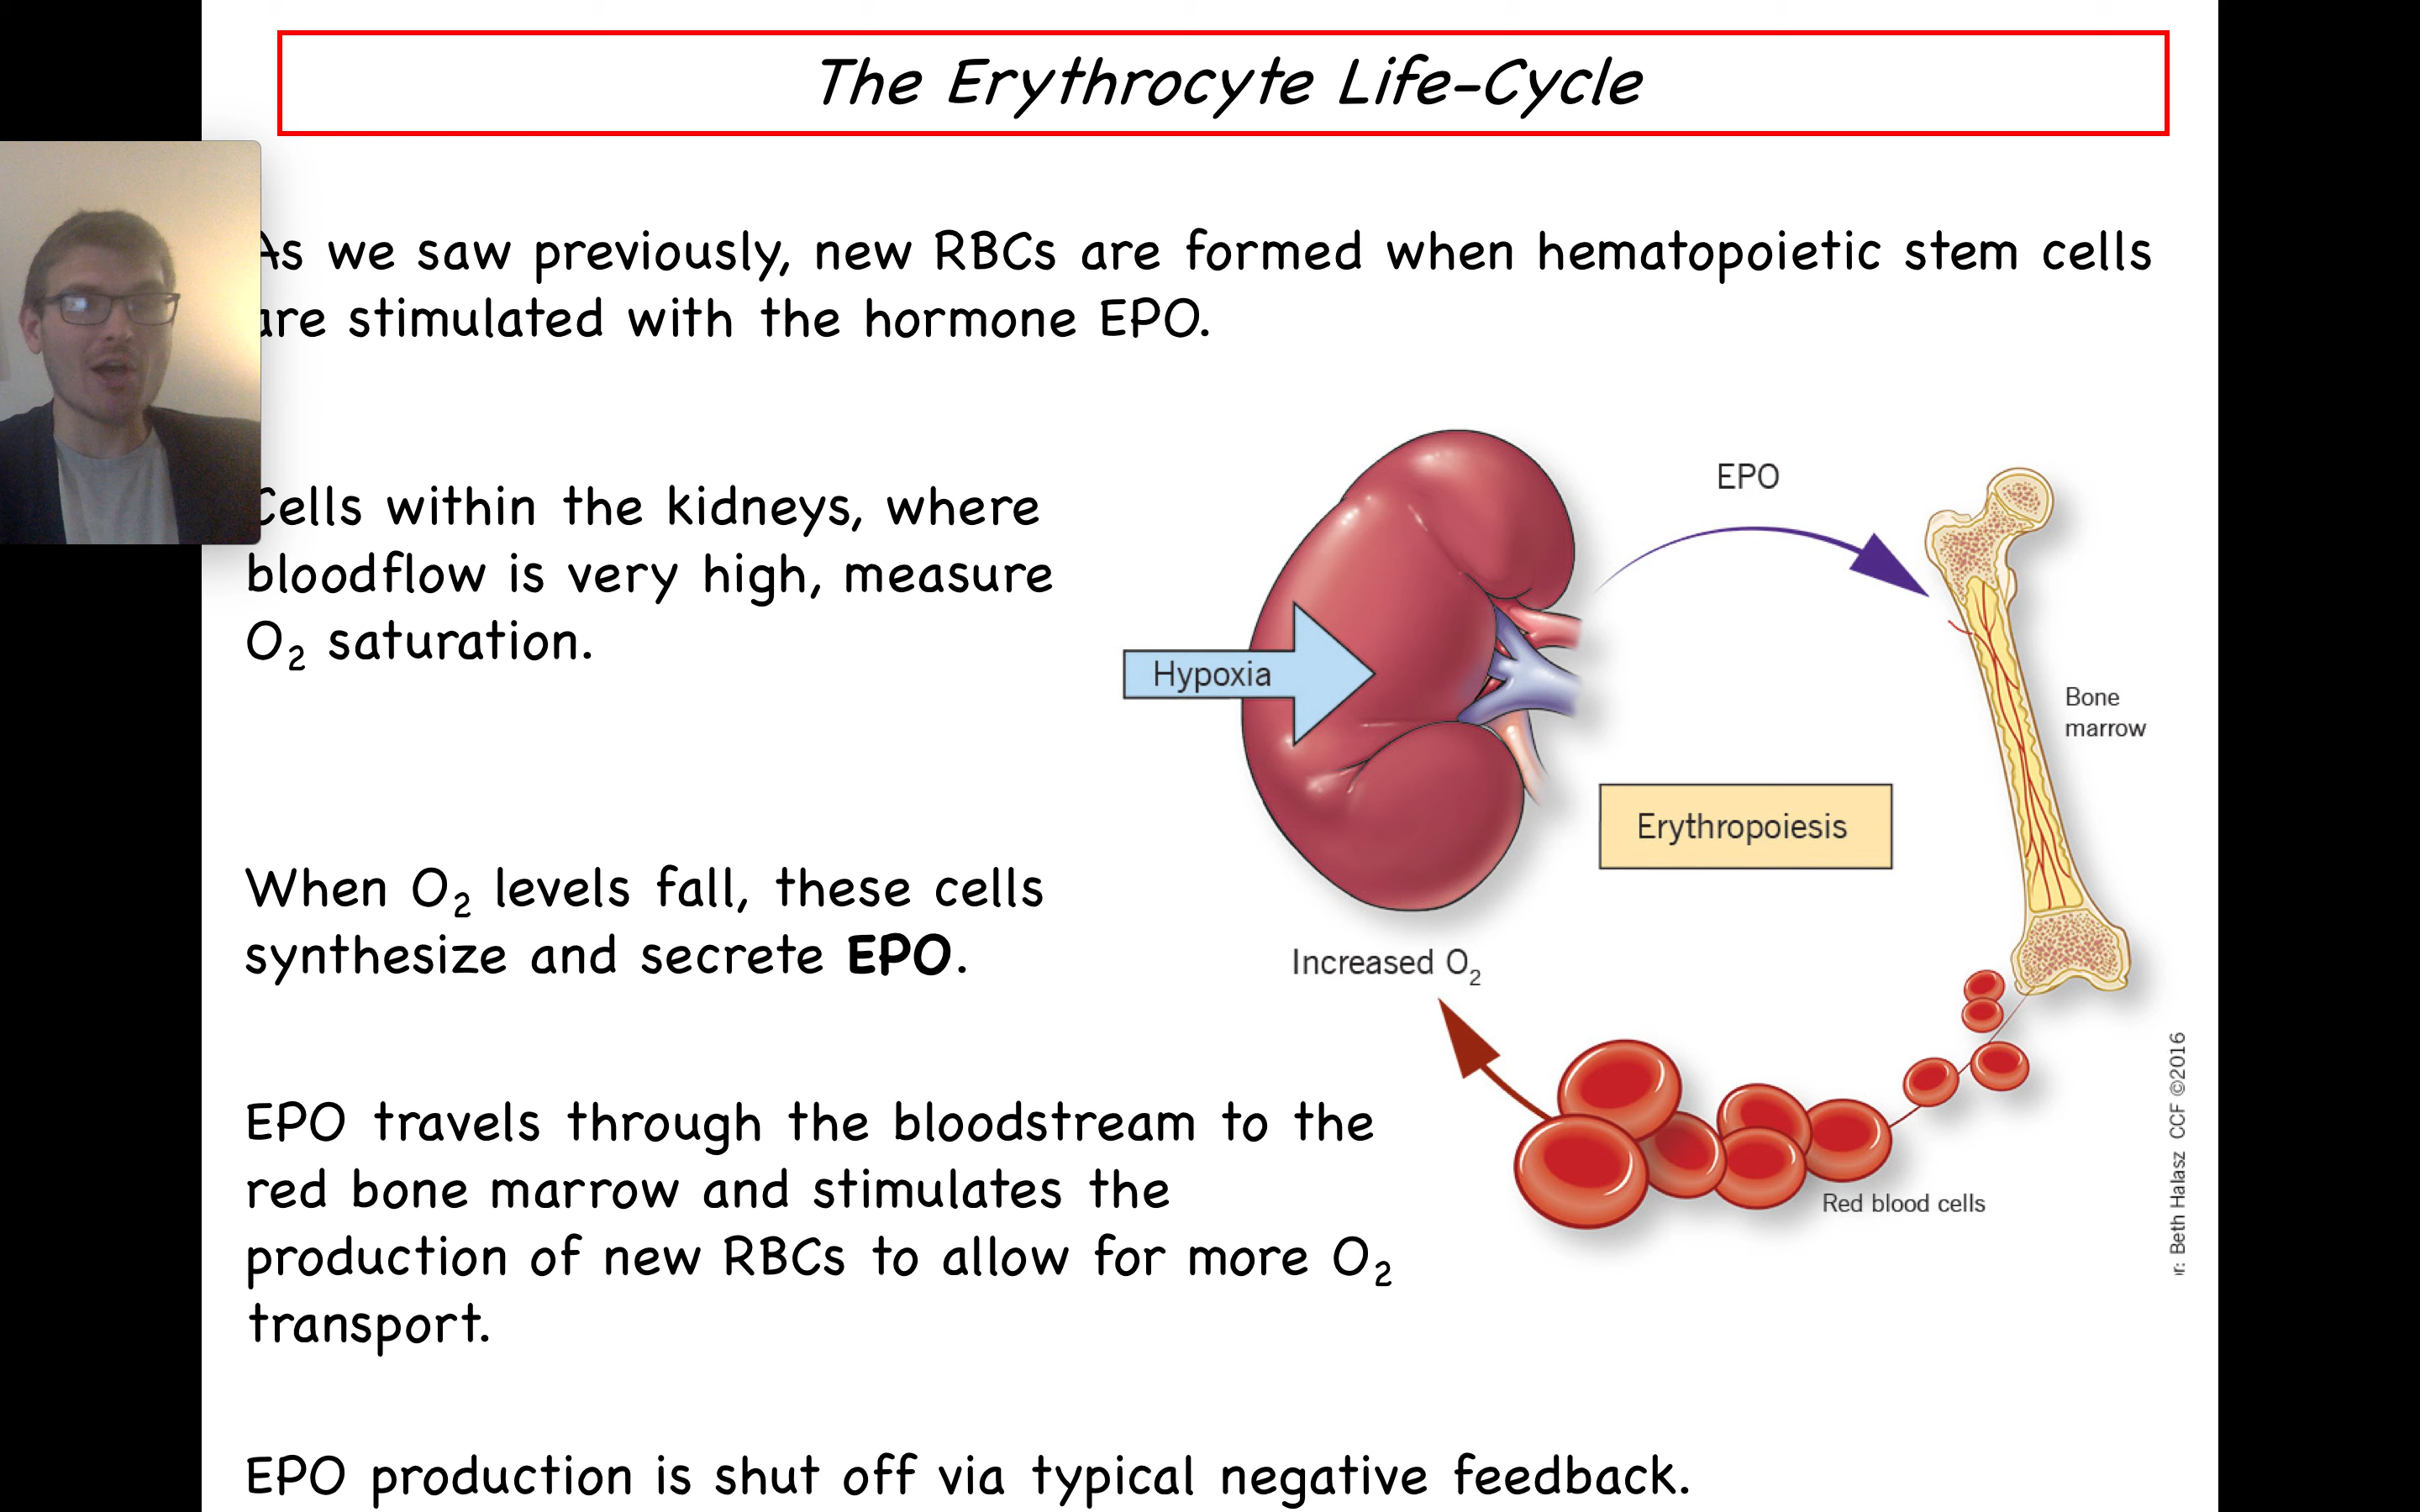 The Erythrocyte Life-Cycle
As we saw previously, new RBCs are formed when hematopoietic stem cells
are stimulated with the hormone EPO.
Cells within the kidneys, where
bloodflow is very high, measure
O₂ saturation.
When O₂ levels fall, these cells
synthesize and secrete EPO.
EPO travels through the bloodstream to the
red bone marrow and stimulates the
production of new RBCs to allow for more O₂
transport.
EPO production is shut off via typical negative feedback.
EPO
Hypoxia
Bone
marrow
Erythropoiesis
Increased O₂
Red blood cells
r: Beth Halasz CCF ©2016